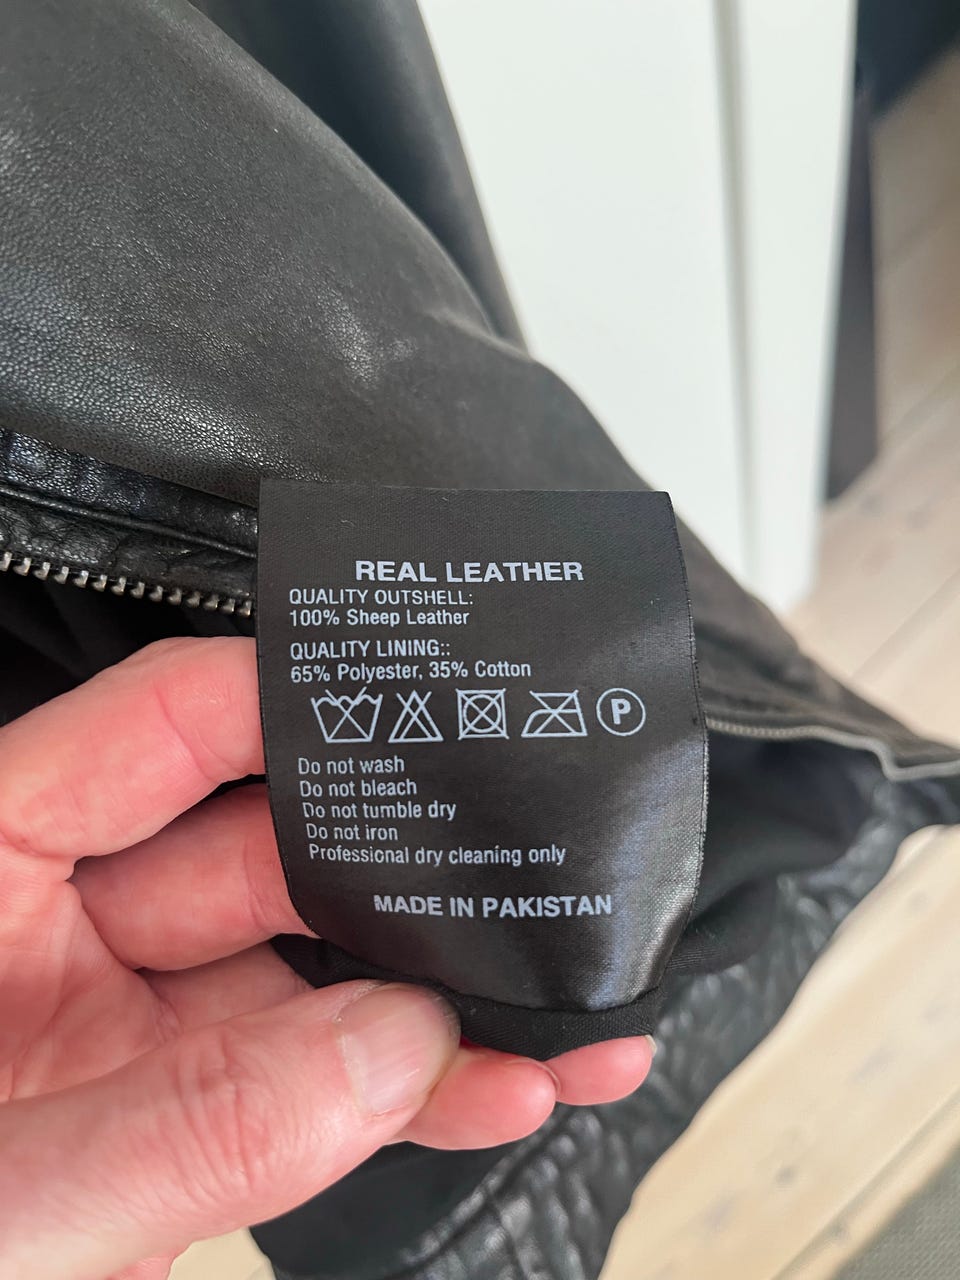 REAL LEATHER
QUALITY OUTSHELL:
100% Sheep Leather
QUALITY LINING::
65% Polyester, 35% Cotton
P
Do not wash
Do not bleach
Do not tumble dry
Do not iron
Professional dry cleaning only
MADE IN PAKISTAN